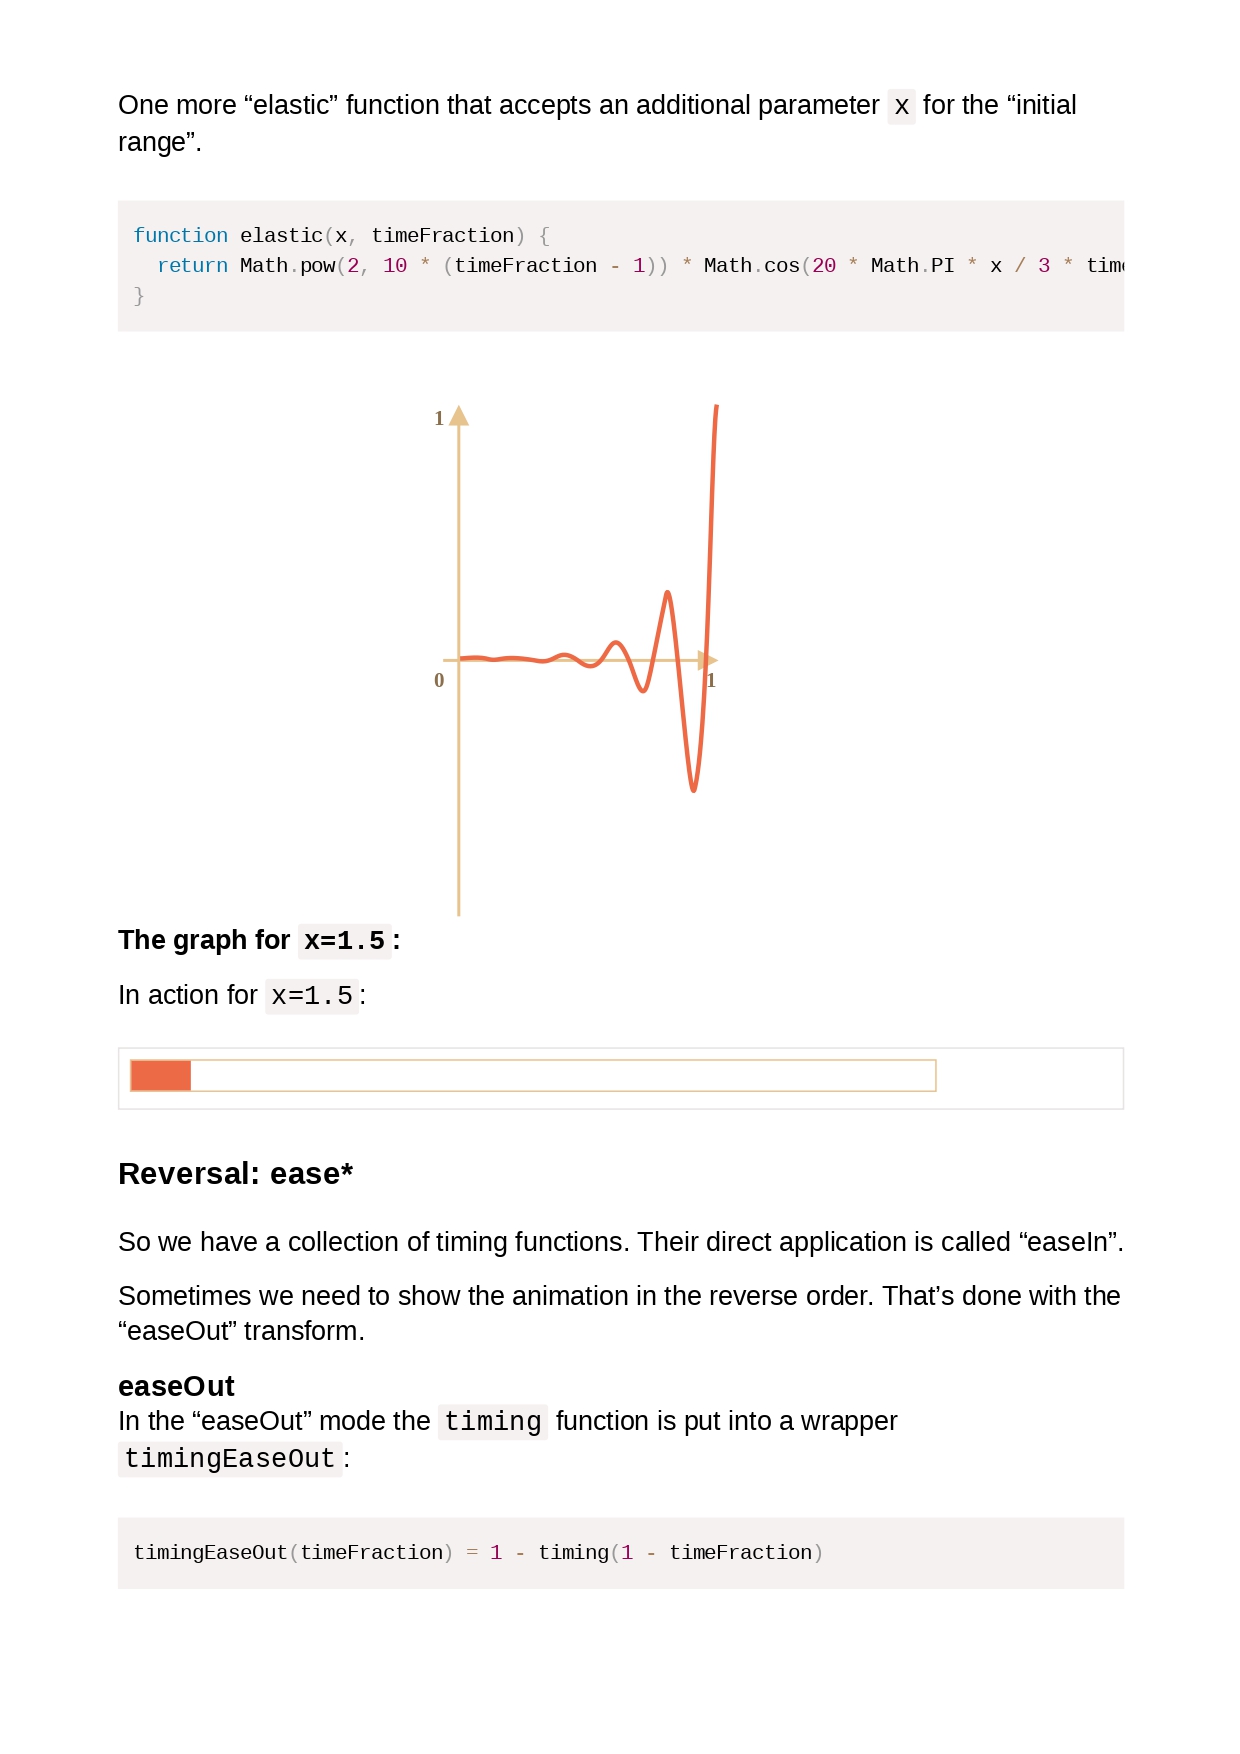 One more “elastic” function that accepts an additional parameter x for the “initial
range”.
function elastic(x, timeFraction) {
  return Math.pow(2, 10 * (timeFraction - 1)) * Math.cos(20 * Math.PI * x / 3 *
}
1
0
1
The graph for x=1.5:
In action for x=1.5:
Reversal: ease*
So we have a collection of timing functions. Their direct application is called “easeIn”.
Sometimes we need to show the animation in the reverse order. That’s done with the
“easeOut” transform.
easeOut
In the “easeOut” mode the timing function is put into a wrapper
timingEaseOut:
timingEaseOut(timeFraction) = 1 - timing(1 - timeFraction)